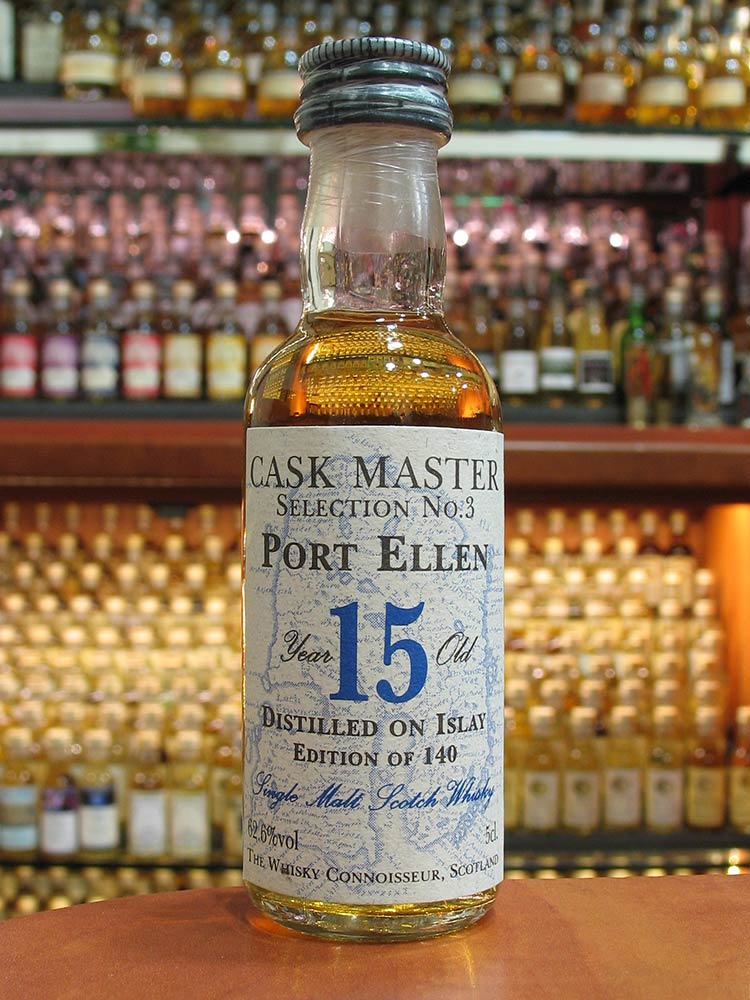 CASK MASTER
SELECTION NO.3
PORT ELLEN
Year 15 Old
DISTILLED ON ISLAY
EDITION OF 140
Single Malt Scotch Whisky
62.6%vol 5cl.
THE WHISKY CONNOISSEUR, SCOTLAND